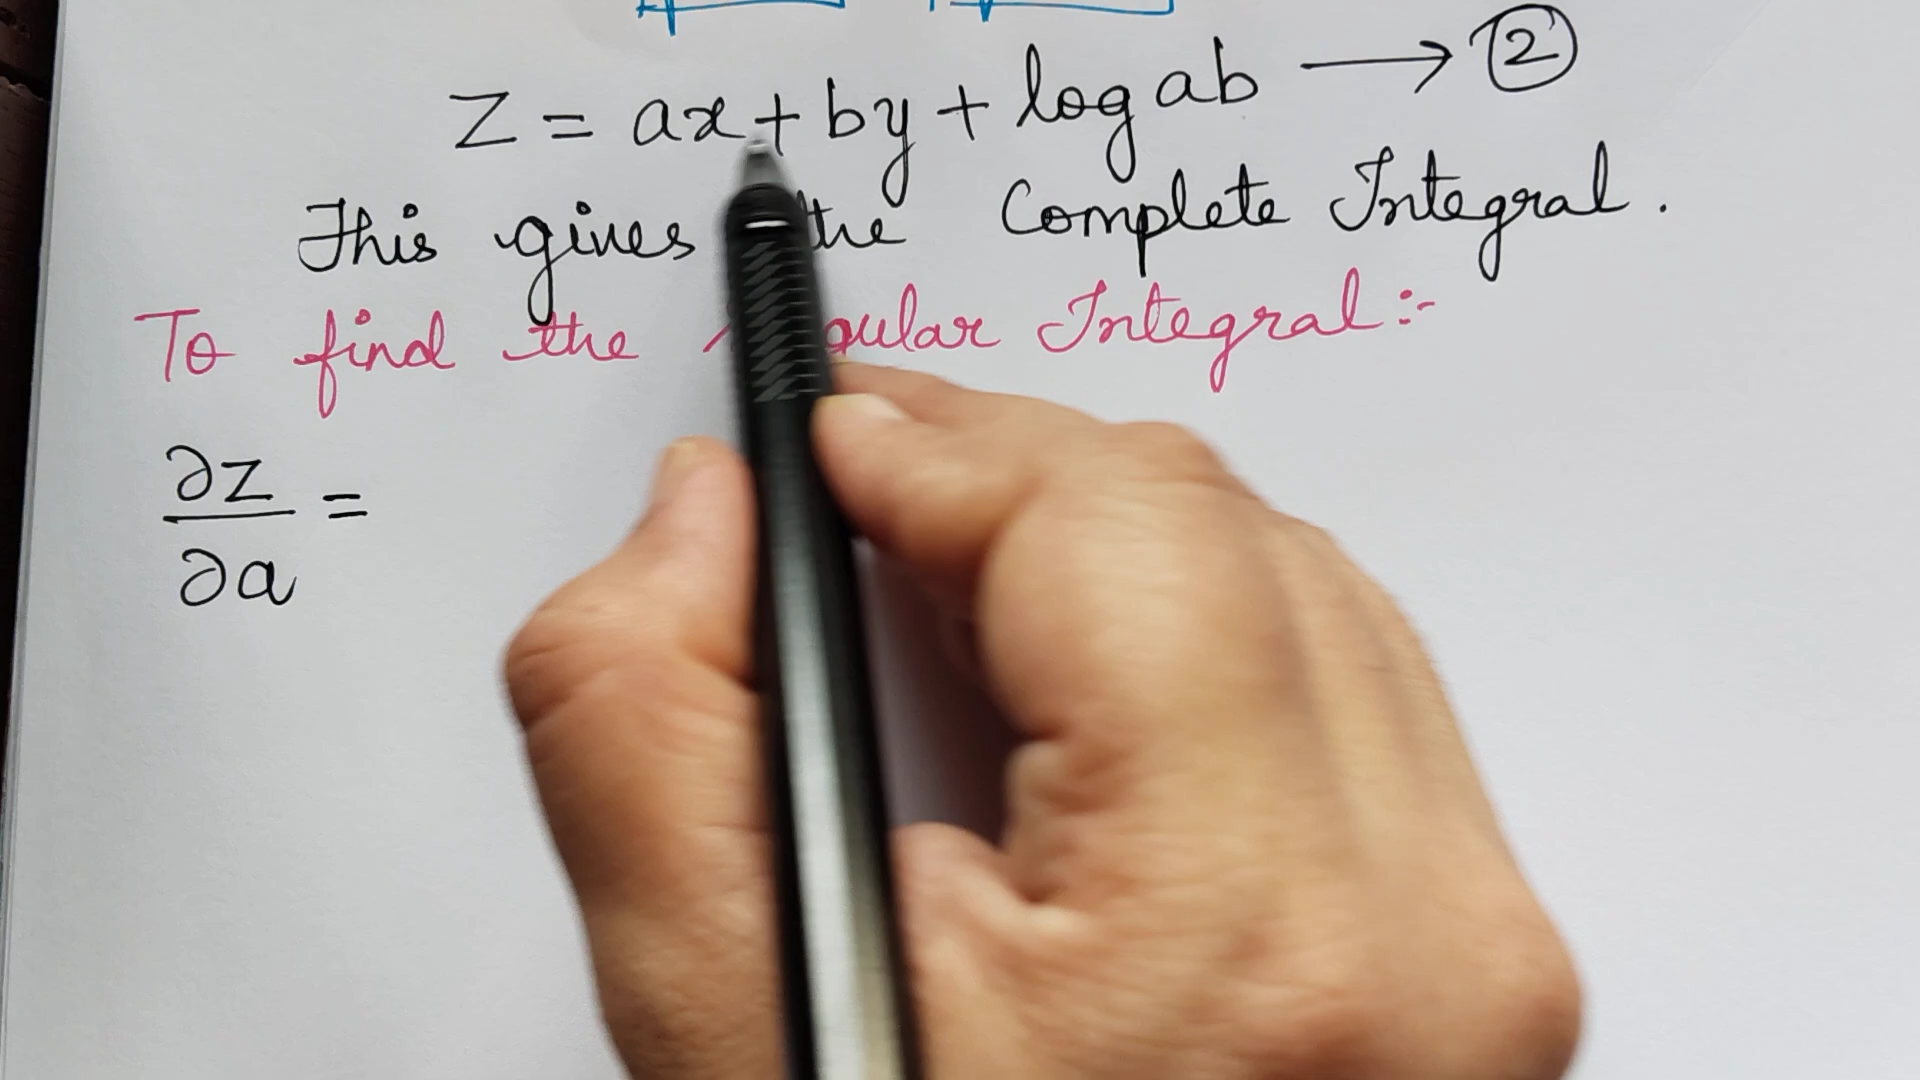 Z = ax + by + log ab → ②
This gives the Complete Integral.
To find the Integral :-
∂z/∂a =